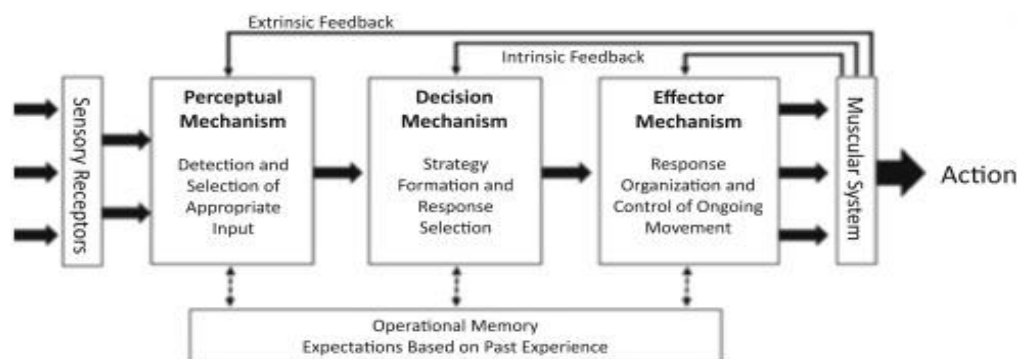 Extrinsic Feedback
Intrinsic Feedback
Sensory Receptors
Perceptual
Mechanism
Detection and
Selection of
Appropriate
Input
Decision
Mechanism
Strategy
Formation and
Response
Selection
Effector
Mechanism
Response
Organization and
Control of Ongoing
Movement
Muscular System
Action
Operational Memory
Expectations Based on Past Experience